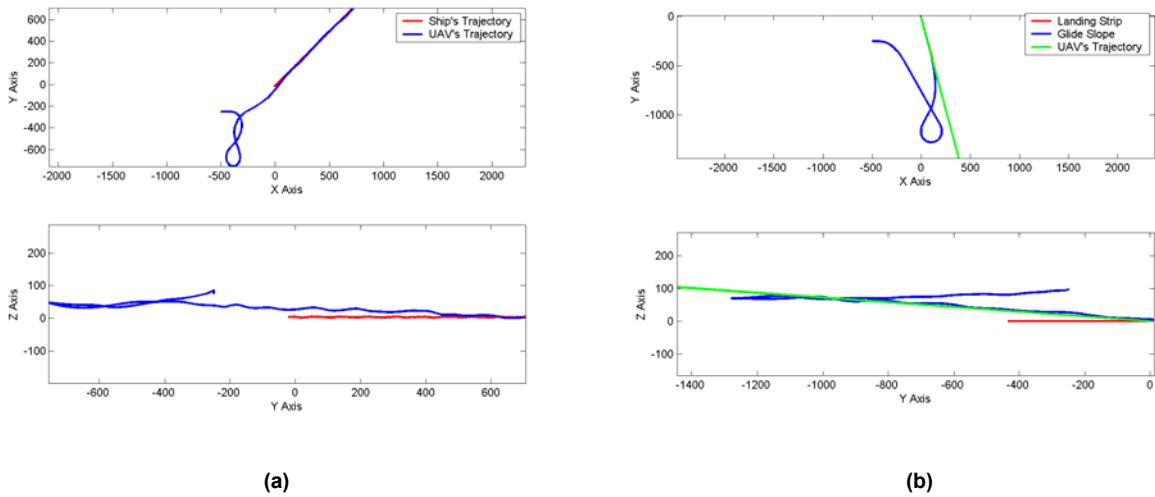 600
400
200
0
-200
-400
-600
Y Axis
Ship's Trajectory
UAV's Trajectory
-2000 -1500 -1000 -500 0 500 1000 1500 2000
X Axis
200
100
0
-100
Z Axis
-600 -400 -200 0 200 400 600
Y Axis
(a)
0
-500
-1000
Y Axis
Landing Strip
Glide Slope
UAV's Trajectory
-2000 -1500 -1000 -500 0 500 1000 1500 2000
X Axis
200
100
0
-100
Z Axis
-1400 -1200 -1000 -800 -600 -400 -200 0
Y Axis
(b)